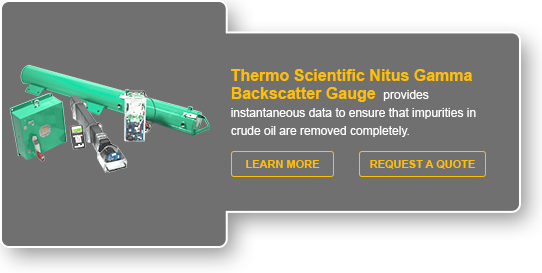 Thermo Scientific Nitus Gamma
Backscatter Gauge provides
instantaneous data to ensure that impurities in
crude oil are removed completely.
LEARN MORE
REQUEST A QUOTE